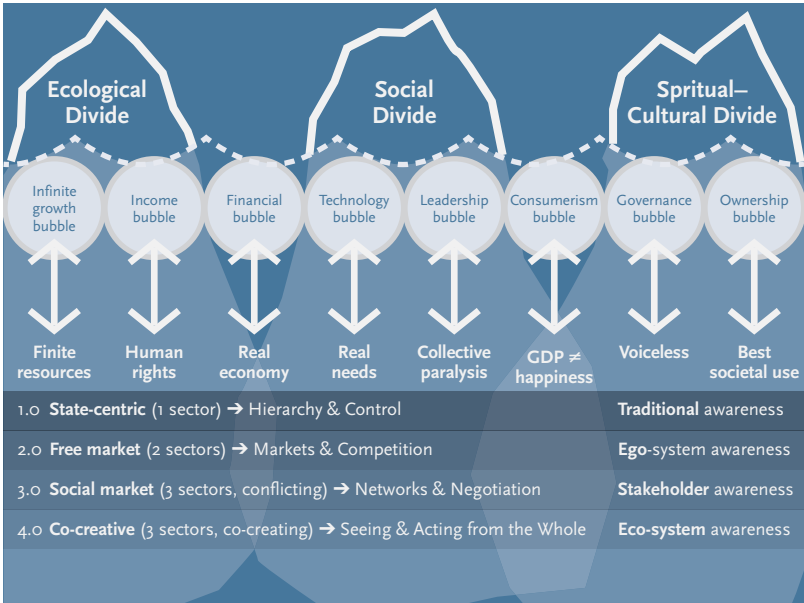 Ecological
Divide
Social
Divide
Spritual–
Cultural Divide
Infinite
growth
bubble
Income
bubble
Financial
bubble
Technology
bubble
Leadership
bubble
Consumerism
bubble
Governance
bubble
Ownership
bubble
Finite
resources
Human
rights
Real
economy
Real
needs
Collective
paralysis
GDP ≠
happiness
Voiceless
Best
societal use
1.0 State-centric (1 sector) ➔ Hierarchy & Control
Traditional awareness
2.0 Free market (2 sectors) ➔ Markets & Competition
Ego-system awareness
3.0 Social market (3 sectors, conflicting) ➔ Networks & Negotiation
Stakeholder awareness
4.0 Co-creative (3 sectors, co-creating) ➔ Seeing & Acting from the Whole
Eco-system awareness